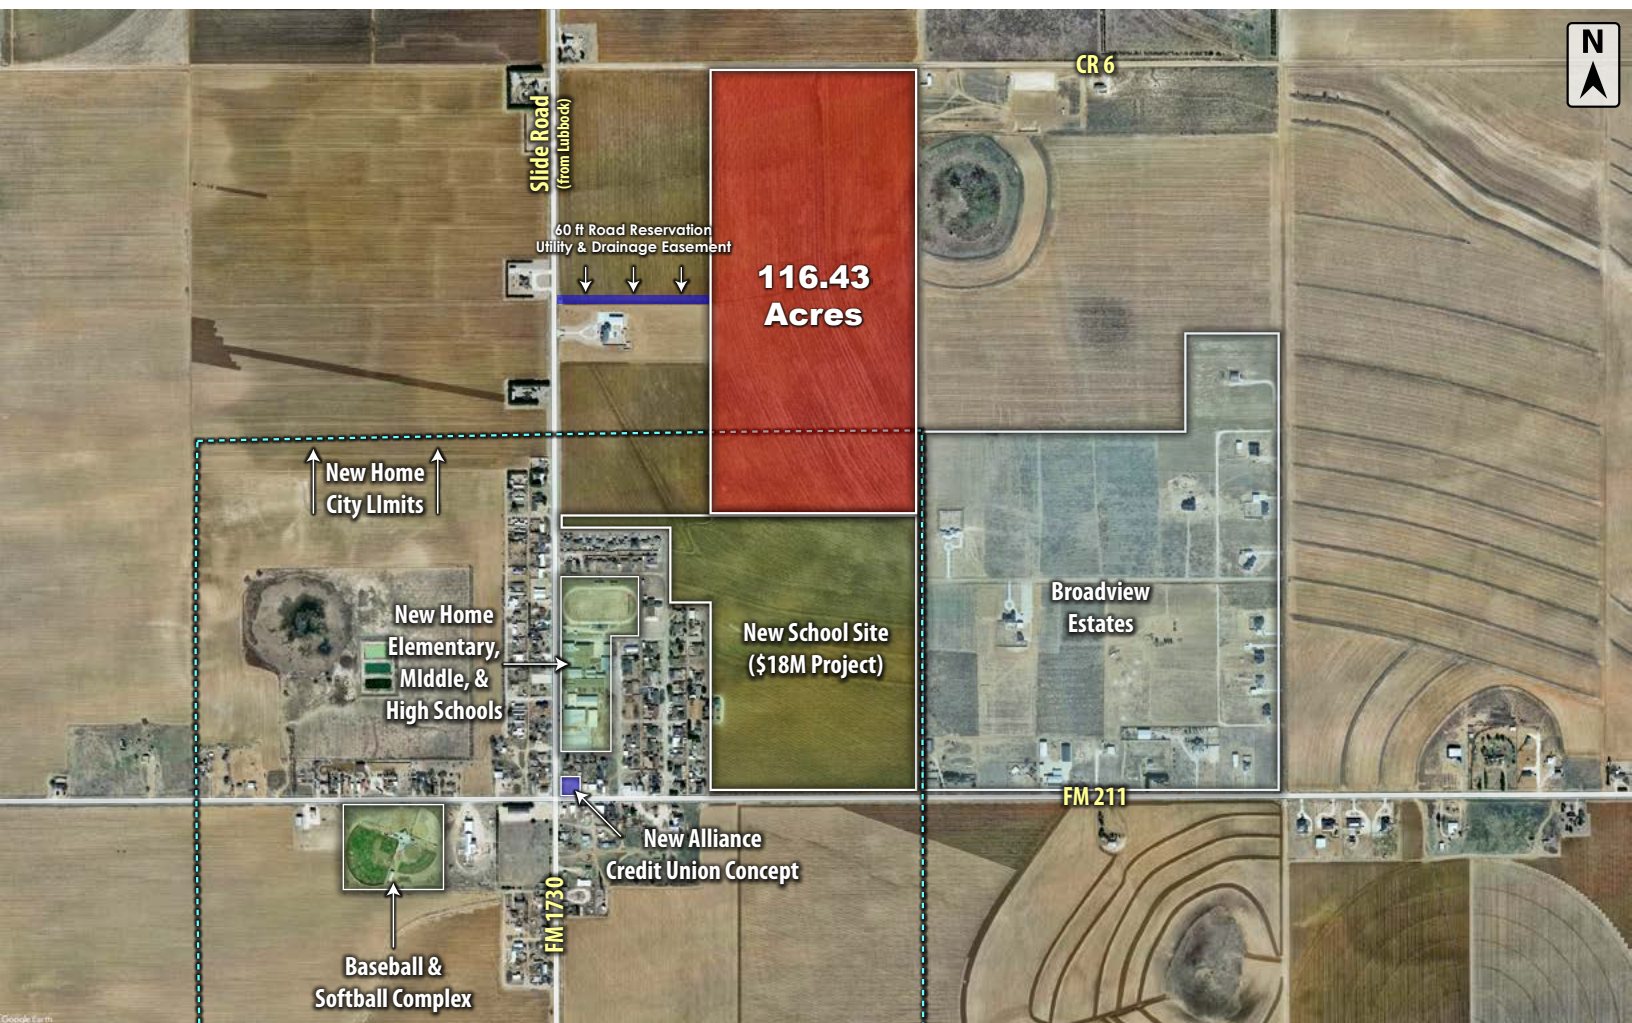 N
CR 6
Slide Road
(from Lubbock)
60 ft Road Reservation
Utility & Drainage Easement
116.43
Acres
New Home
City LImits
New Home
Elementary,
MIddle, &
High Schools
New School Site
($18M Project)
Broadview
Estates
FM 211
New Alliance
Credit Union Concept
FM 1730
Baseball &
Softball Complex
Google Earth